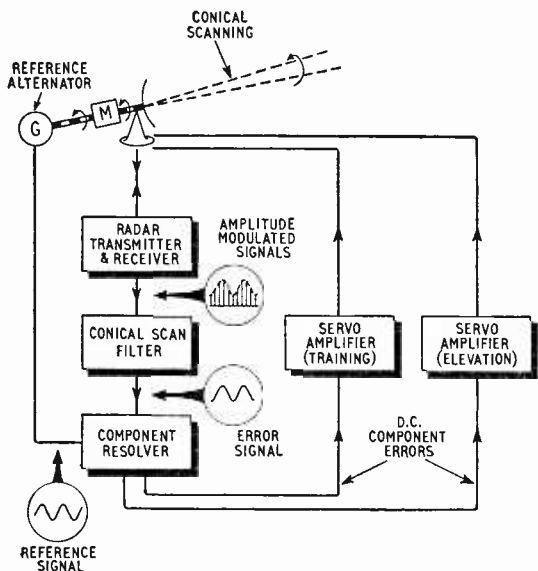 CONICAL
SCANNING
REFERENCE
ALTERNATOR
G
M
RADAR
TRANSMITTER
& RECEIVER
AMPLITUDE
MODULATED
SIGNALS
CONICAL SCAN
FILTER
SERVO
AMPLIFIER
(TRAINING)
SERVO
AMPLIFIER
(ELEVATION)
COMPONENT
RESOLVER
ERROR
SIGNAL
D.C.
COMPONENT
ERRORS
REFERENCE
SIGNAL